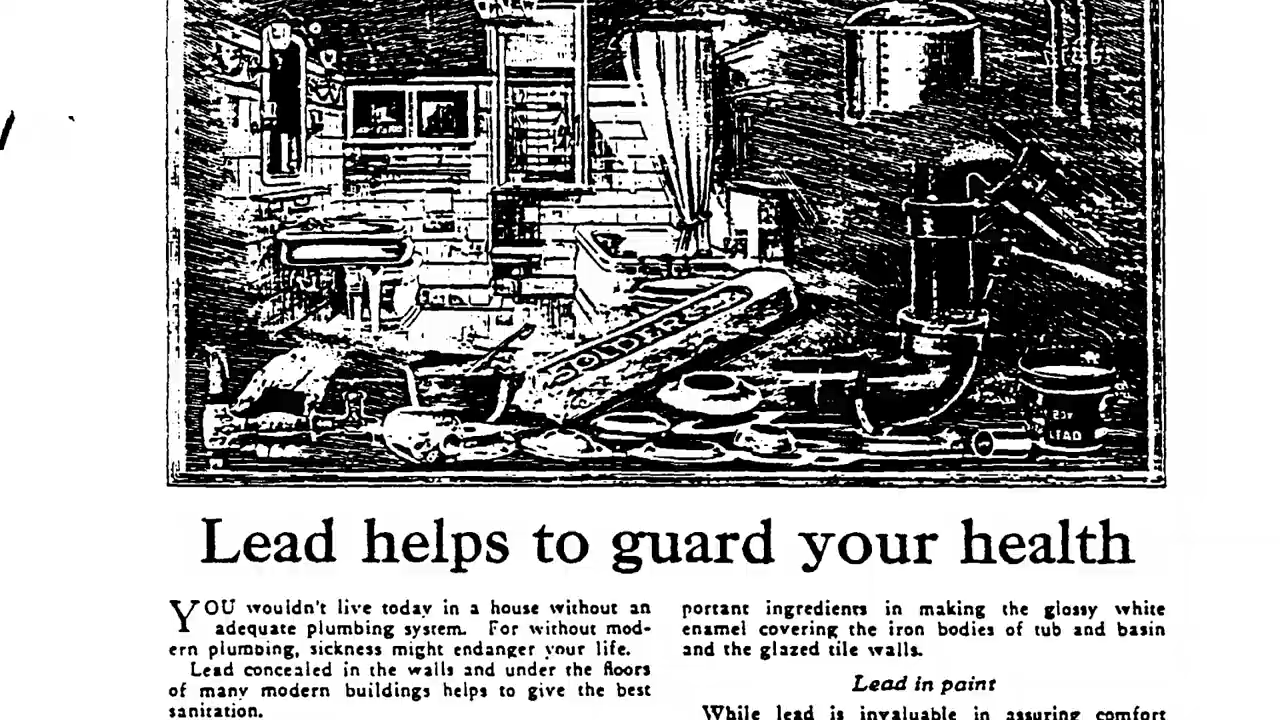 SOLDER
LEAD
Lead helps to guard your health
YOU wouldn't live today in a house without an
adequate plumbing system. For without mod-
ern plumbing, sickness might endanger your life.
Lead concealed in the walls and under the floors
of many modern buildings helps to give the best
sanitation.
portant ingredients in making the glossy white
enamel covering the iron bodies of tub and basin
and the glazed tile walls.
Lead in paint
While lead is invaluable in assuring comfort